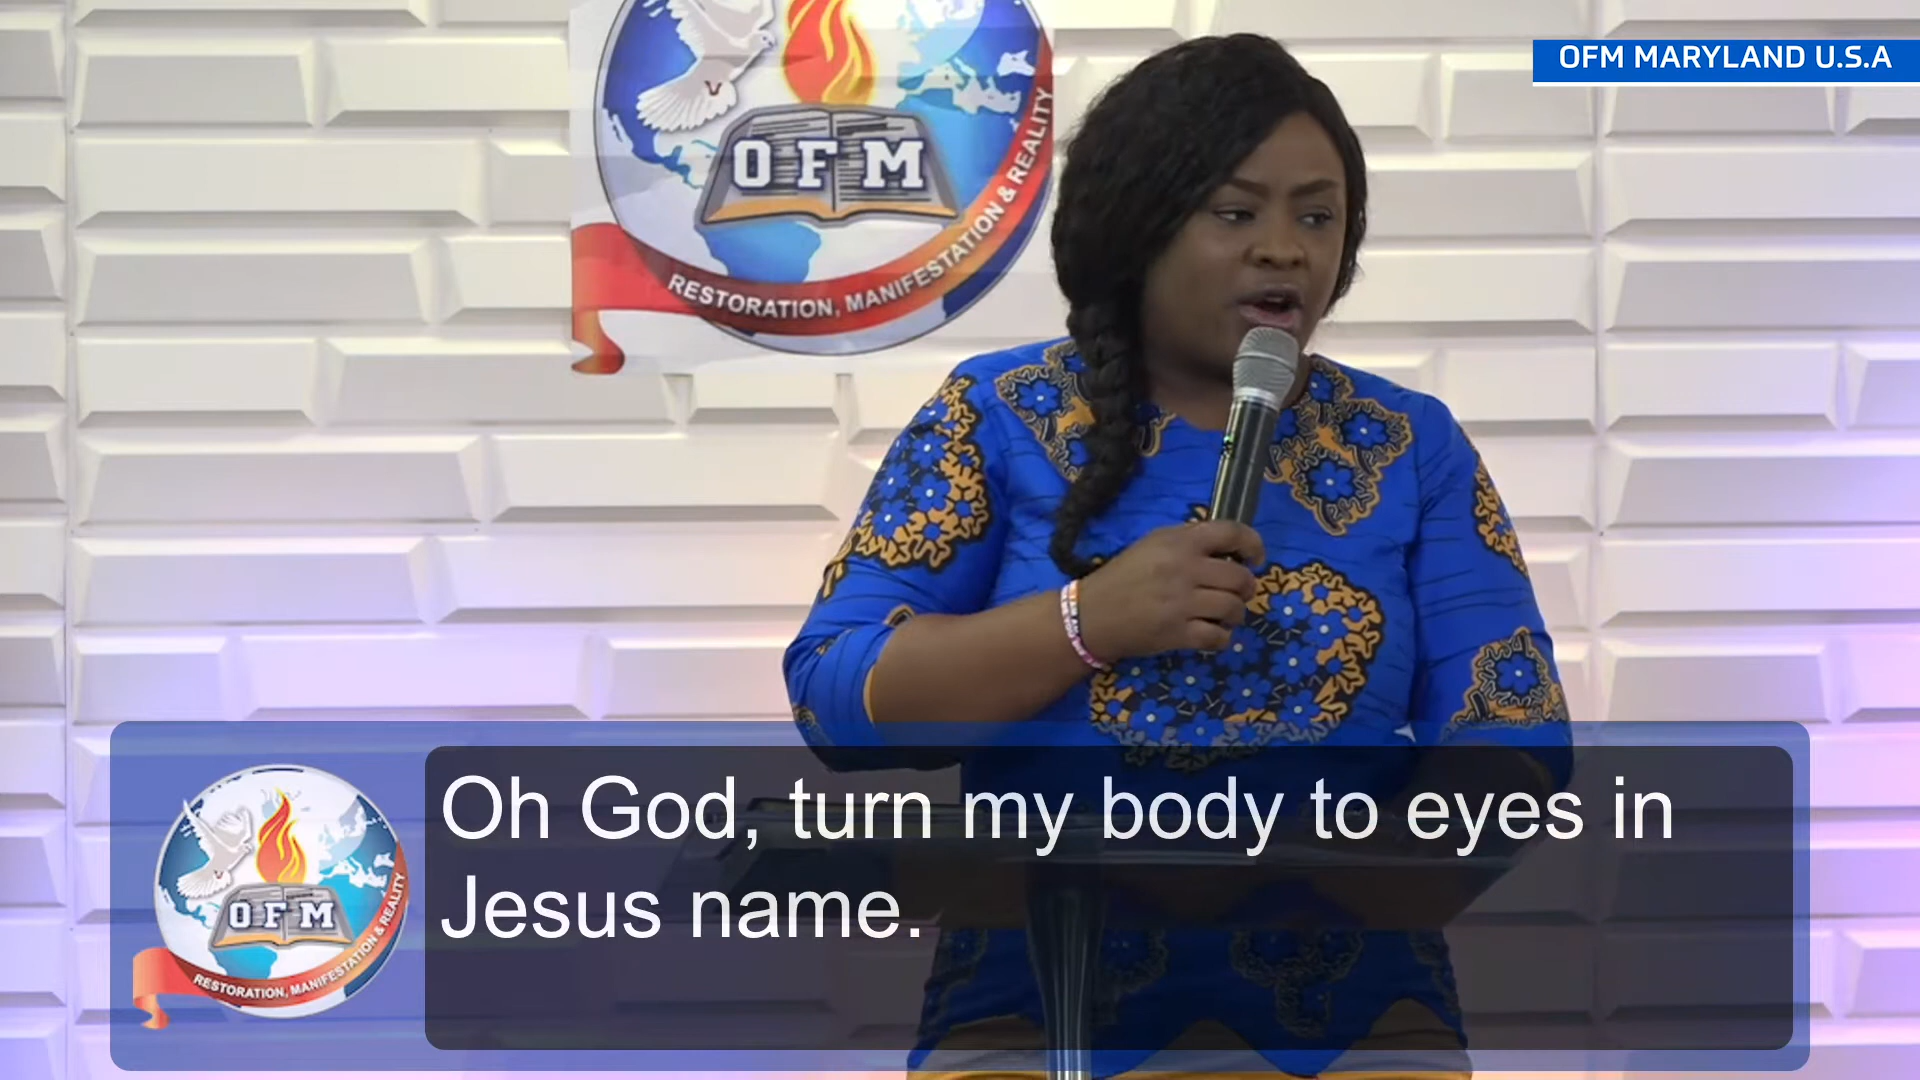 OFM MARYLAND U.S.A
OFM
RESTORATION, MANIFESTATION & REALITY
Oh God, turn my body to eyes in
Jesus name.
OFM
RESTORATION, MANIFESTATION & REALITY